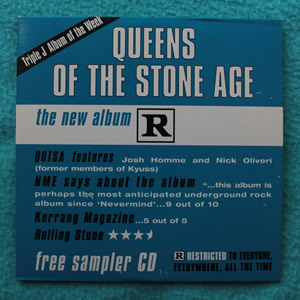 Triple J Album of the Week
QUEENS
OF THE STONE AGE
the new album R
QOTSA features Josh Homme and Nick Oliveri
(former members of Kyuss)
NME says about the album "...this album is
perhaps the most anticipated underground rock
album since 'Nevermind'...9 out of 10
Kerrang Magazine...5 out of 5
Rolling Stone ★★★½
free sampler CD
R RESTRICTED TO EVERYONE,
EVERYWHERE, ALL THE TIME